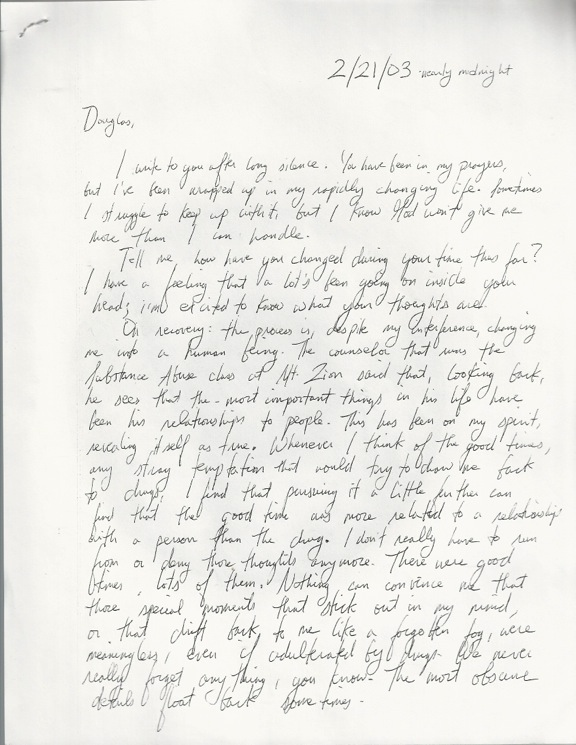 2/21/03 nearly midnight
Douglas,
I write to you after long silence. You have been in my prayers,
but I've been wrapped up in my rapidly changing life. Sometimes
I struggle to keep up with it, but I know God won't give me
more than I can handle.
Tell me, how have you changed during your time thus far?
I have a feeling that a lot's been going on inside your
head; i'm excited to know what your thoughts are.
On recovery: the process is, despite my interference, changing
me into a human being. The counselor that was the
Substance Abuse class at Mt. Zion said that, looking back,
he sees that the most important things in his life have
been his relationships to people. This has been on my spirit,
revealing itself as true. Whenever I think of the good times,
any stray temptation that would try to draw me back
to drugs, I find that pursuing it a little further can
find that the good time was more related to a relationship
with a person than the drug. I don't really have to run
from or deny those thoughts anymore. There were good
times, lots of them. Nothing can convince me that
those special moments that stick out in my mind,
or that drift back to me like a forgotten fog, were
meaningless, even if adulterated by drugs. We never
really forget anything, you know. The most obscure
details float back sometimes.